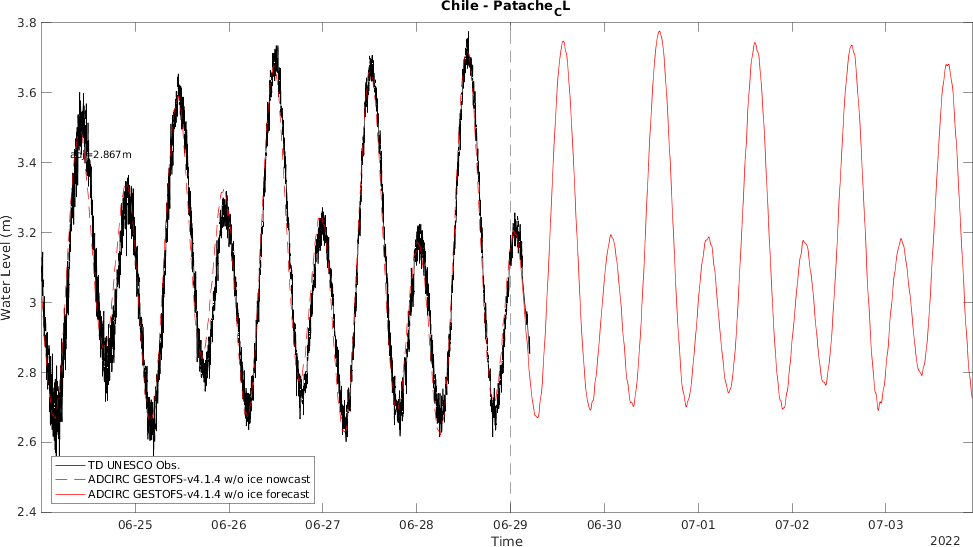 Chile - Patache_CL
3.8
3.6
3.4
3.2
3
2.8
2.6
2.4
Water Level (m)
adj=2.867m
TD UNESCO Obs.
ADCIRC GESTOFS-v4.1.4 w/o ice nowcast
ADCIRC GESTOFS-v4.1.4 w/o ice forecast
06-25 06-26 06-27 06-28 06-29 06-30 07-01 07-02 07-03
Time
2022